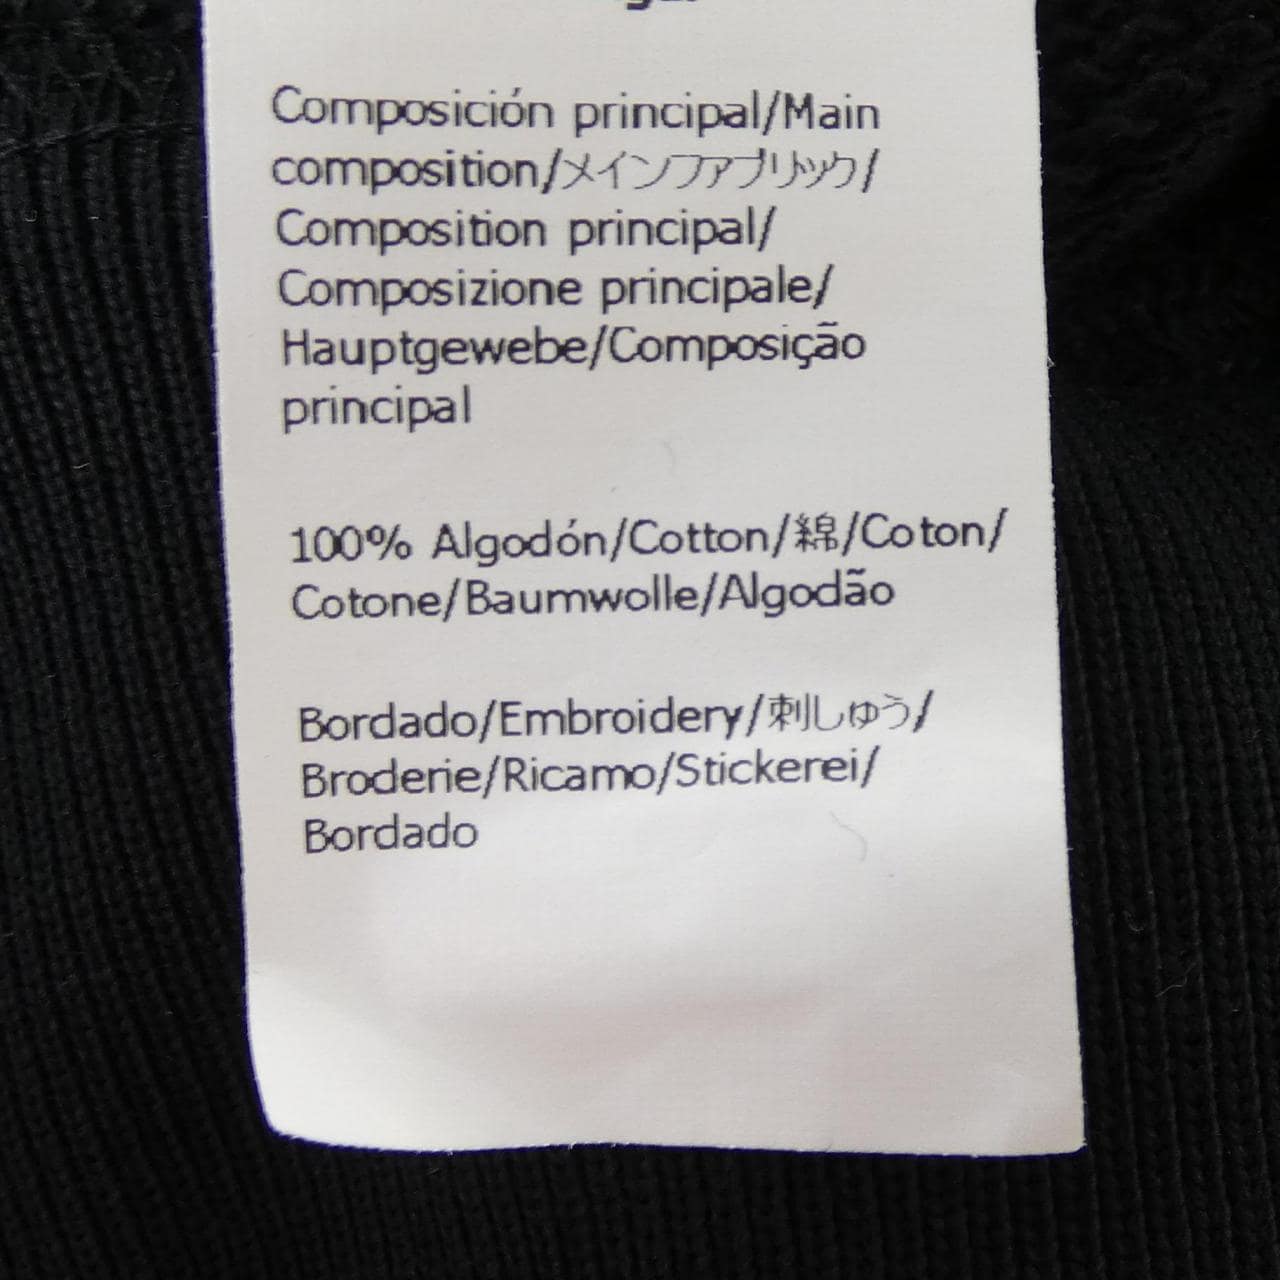 Composición principal/Main
composition/メインファブリック/
Composition principal/
Composizione principale/
Hauptgewebe/Composição
principal
100% Algodón/Cotton/綿/Coton/
Cotone/Baumwolle/Algodão
Bordado/Embroidery/刺しゅう/
Broderie/Ricamo/Stickerei/
Bordado